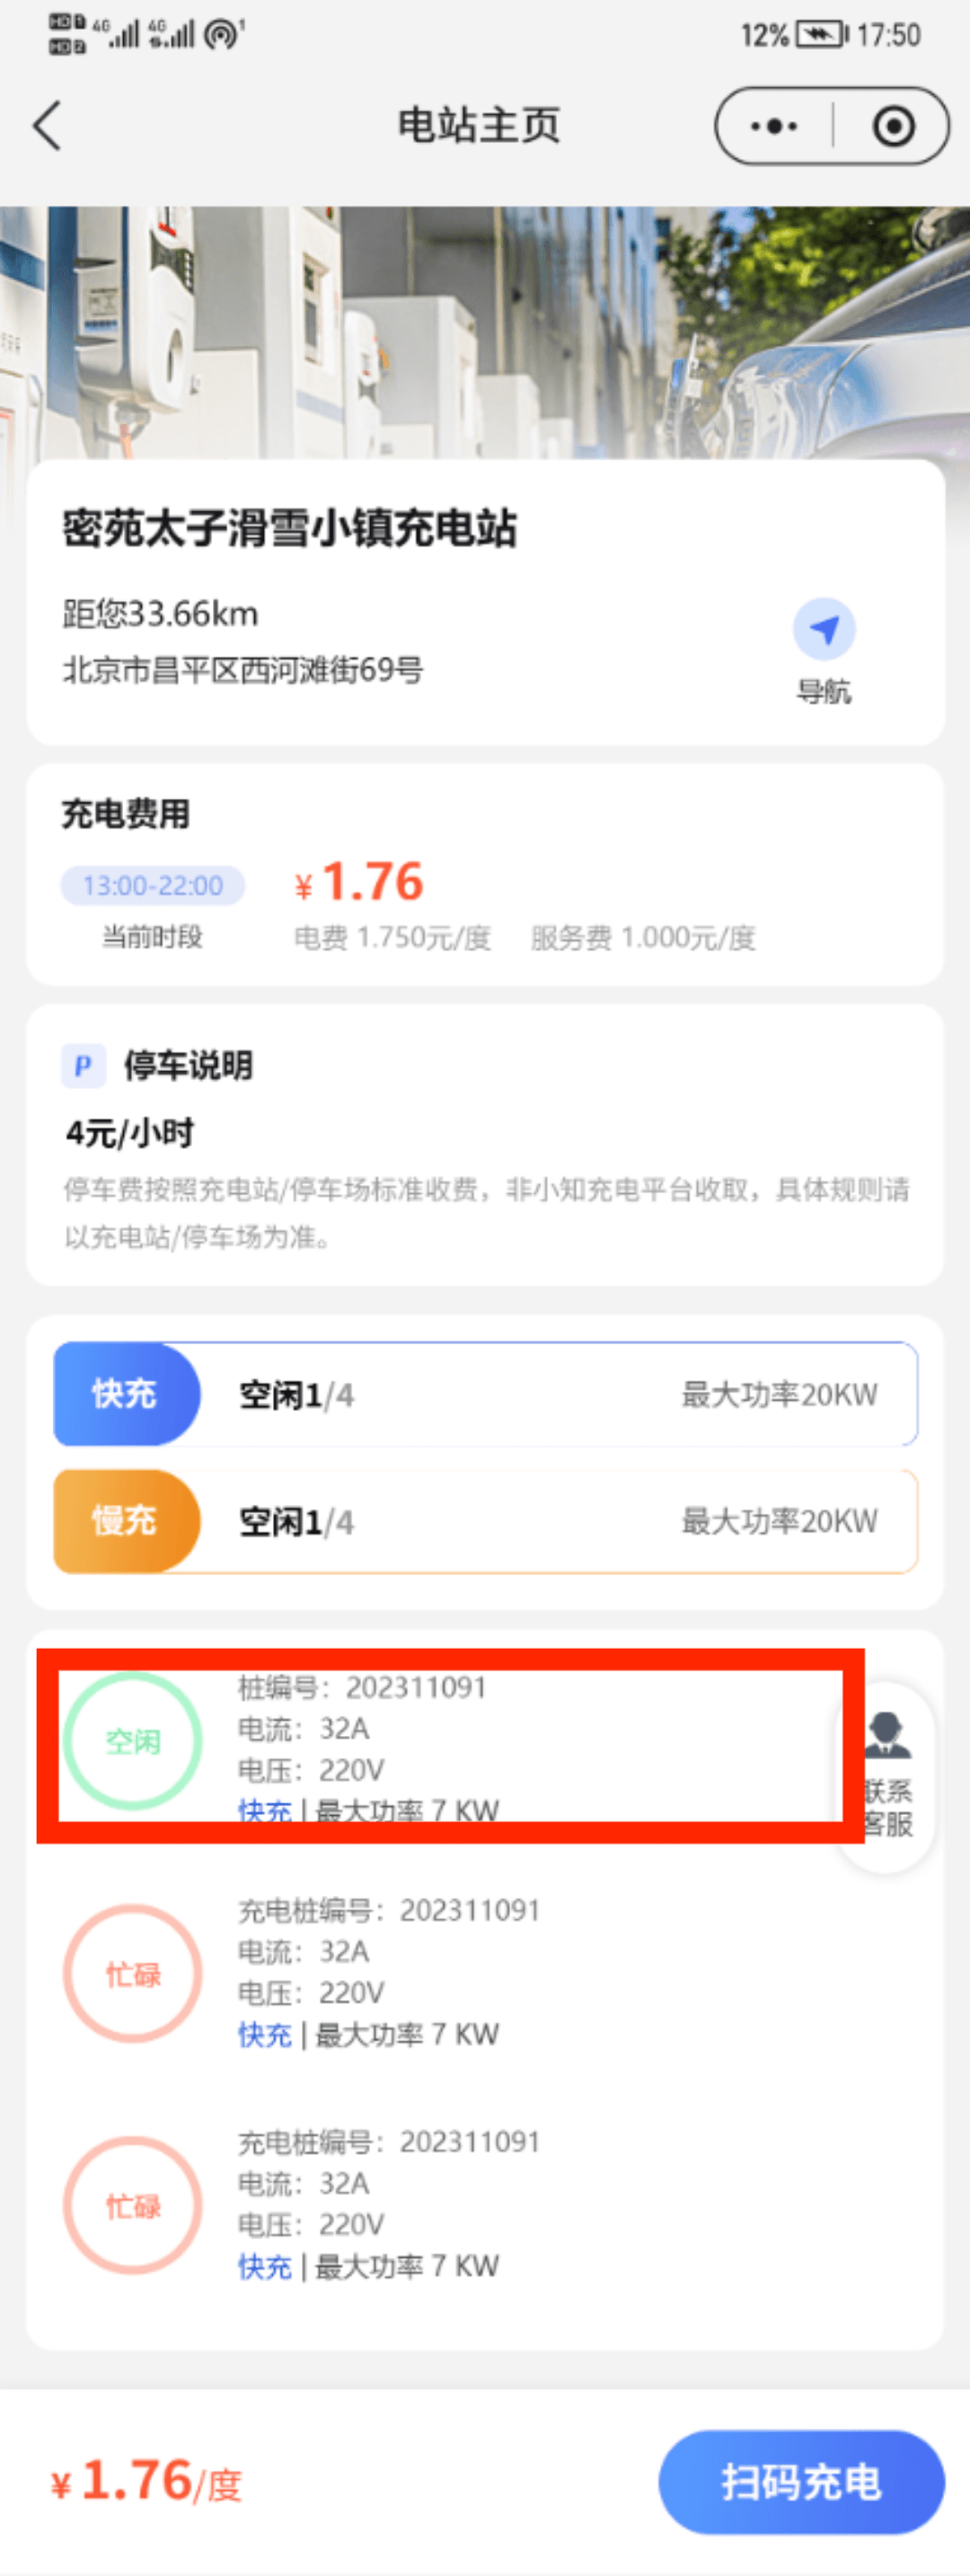 HD 1 4G 4G 1 12% 17:50
HD 2
电站主页
密苑太子滑雪小镇充电站
距您33.66km
北京市昌平区西河滩街69号
导航
充电费用
13:00-22:00 ¥ 1.76
当前时段 电费 1.750元/度 服务费 1.000元/度
P 停车说明
4元/小时
停车费按照充电站/停车场标准收费，非小知充电平台收取，具体规则请
以充电站/停车场为准。
快充 空闲1/4 最大功率20KW
慢充 空闲1/4 最大功率20KW
空闲
桩编号：202311091
电流：32A
电压：220V
快充 | 最大功率 7 KW
联系
客服
忙碌
充电桩编号：202311091
电流：32A
电压：220V
快充 | 最大功率 7 KW
忙碌
充电桩编号：202311091
电流：32A
电压：220V
快充 | 最大功率 7 KW
¥ 1.76/度 扫码充电